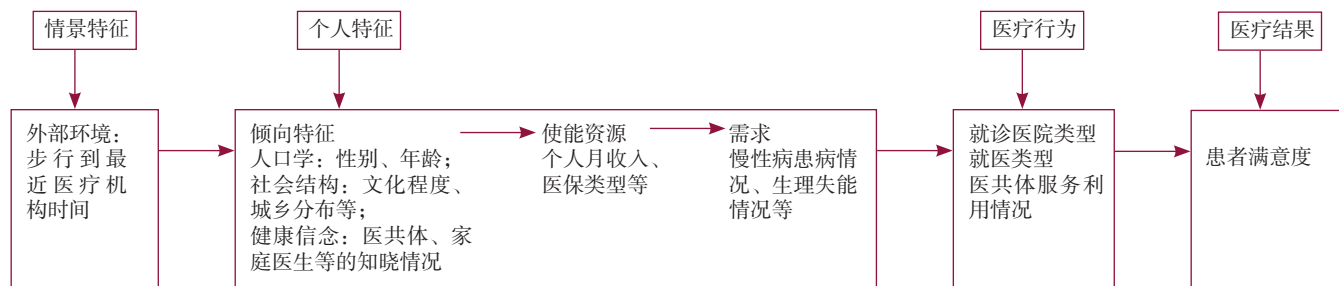 情景特征
个人特征
医疗行为
医疗结果
外部环境：
步行到最
近医疗机
构时间
倾向特征
人口学：性别、年龄；
社会结构：文化程度、
城乡分布等；
健康信念：医共体、家
庭医生等的知晓情况
使能资源
个人月收入、
医保类型等
需求
慢性病患病情
况、生理失能
情况等
就诊医院类型
就医类型
医共体服务利
用情况
患者满意度